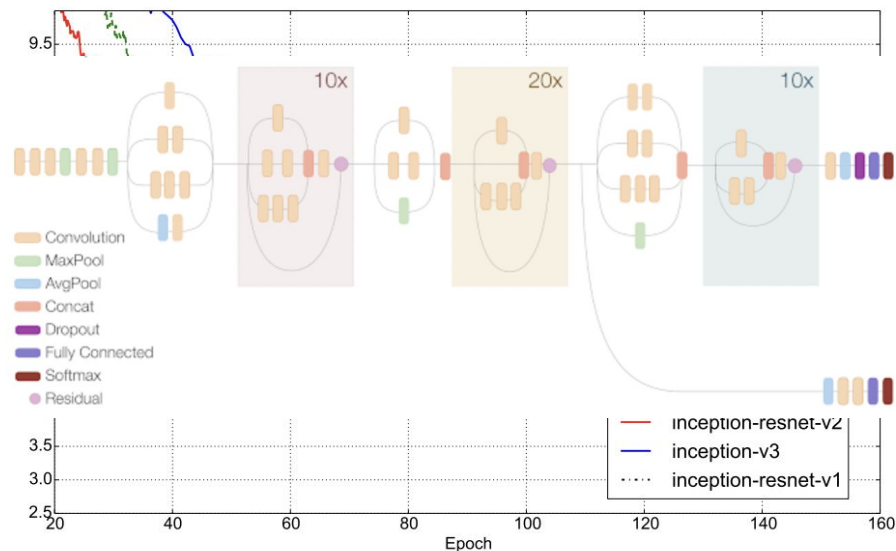 9.5
10x
20x
10x
Convolution
MaxPool
AvgPool
Concat
Dropout
Fully Connected
Softmax
Residual
inception-resnet-v2
3.5
inception-v3
3.0
inception-resnet-v1
2.5
20 40 60 80 100 120 140 160
Epoch